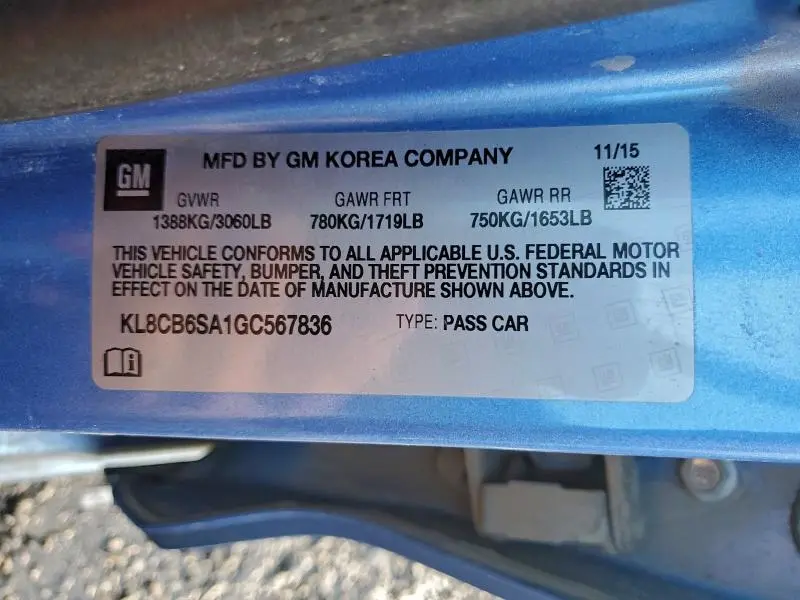 GM
MFD BY GM KOREA COMPANY
11/15
GVWR GAWR FRT GAWR RR
1388KG/3060LB 780KG/1719LB 750KG/1653LB
THIS VEHICLE CONFORMS TO ALL APPLICABLE U.S. FEDERAL MOTOR
VEHICLE SAFETY, BUMPER, AND THEFT PREVENTION STANDARDS IN
EFFECT ON THE DATE OF MANUFACTURE SHOWN ABOVE.
KL8CB6SA1GC567836 TYPE: PASS CAR
i